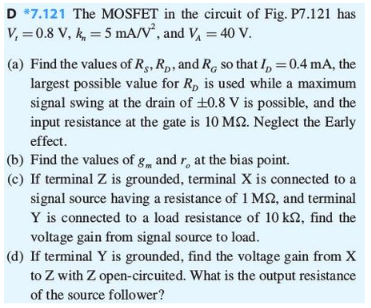 D *7.121 The MOSFET in the circuit of Fig. P7.121 has
Vₜ = 0.8 V, kₙ = 5 mA/V², and V_A = 40 V.
(a) Find the values of R_S, R_D, and R_G so that I_D = 0.4 mA, the
largest possible value for R_D is used while a maximum
signal swing at the drain of ±0.8 V is possible, and the
input resistance at the gate is 10 MΩ. Neglect the Early
effect.
(b) Find the values of gₘ and rₒ at the bias point.
(c) If terminal Z is grounded, terminal X is connected to a
signal source having a resistance of 1 MΩ, and terminal
Y is connected to a load resistance of 10 kΩ, find the
voltage gain from signal source to load.
(d) If terminal Y is grounded, find the voltage gain from X
to Z with Z open-circuited. What is the output resistance
of the source follower?